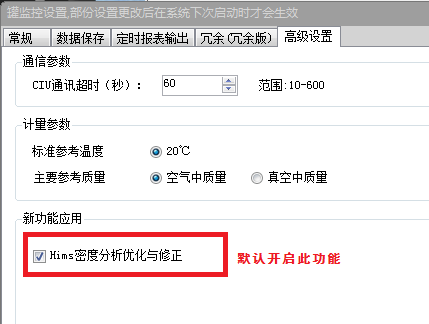 罐监控设置,部份设置更改后在系统下次启动时才会生效
常规 数据保存 定时报表输出 冗余(冗余版) 高级设置
通信参数
CIU通讯超时（秒）： 60 范围:10-600
计量参数
标准参考温度 20℃
主要参考质量 空气中质量 真空中质量
新功能应用
Hims密度分析优化与修正 默认开启此功能